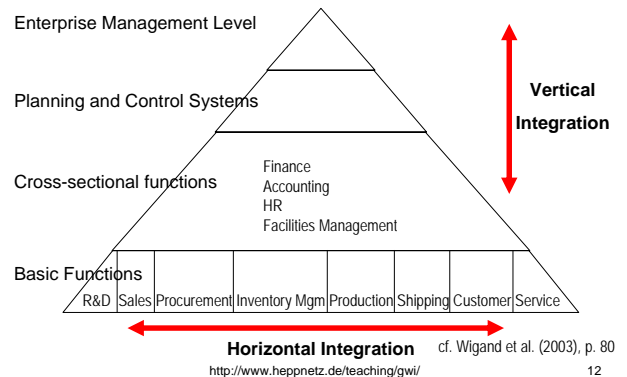 Enterprise Management Level
Vertical
Integration
Planning and Control Systems
Cross-sectional functions
Finance
Accounting
HR
Facilities Management
Basic Functions
R&D Sales Procurement Inventory Mgm Production Shipping Customer Service
Horizontal Integration
cf. Wigand et al. (2003), p. 80
http://www.heppnetz.de/teaching/gwi/
12